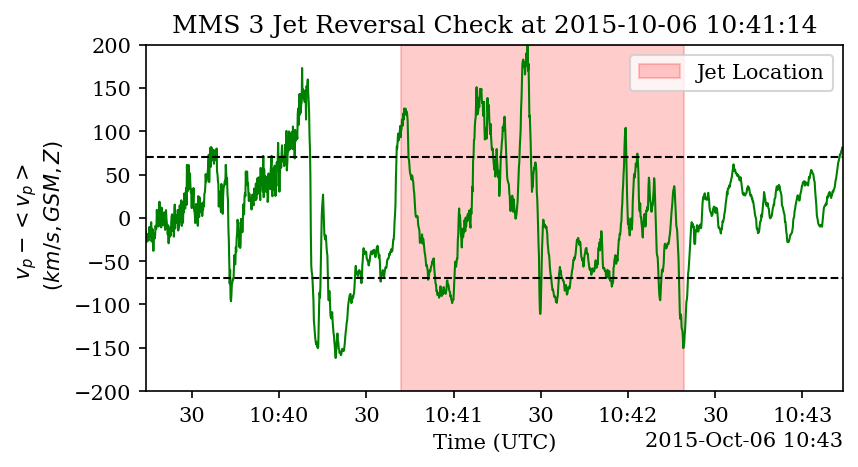 MMS 3 Jet Reversal Check at 2015-10-06 10:41:14
Jet Location
200
150
100
50
0
−50
−100
−150
−200
v_p − < v_p >
(km/s, GSM, Z)
30 10:40 30 10:41 30 10:42 30 10:43
Time (UTC) 2015-Oct-06 10:43